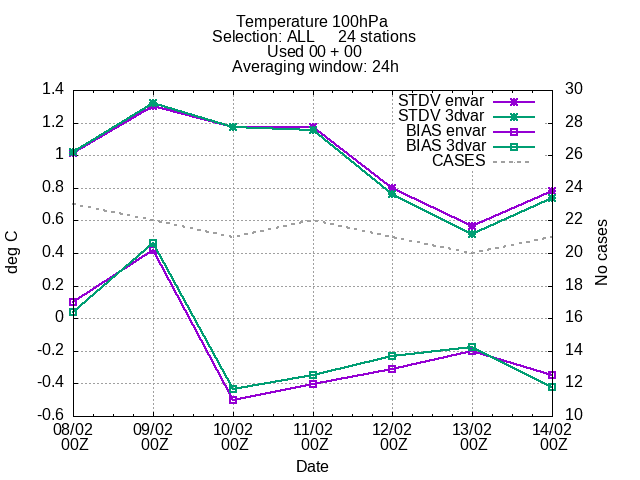 Temperature 100hPa
Selection: ALL 24 stations
Used 00 + 00
Averaging window: 24h
1.4
1.2
1
0.8
0.6
0.4
0.2
0
-0.2
-0.4
-0.6
deg C
STDV envar
STDV 3dvar
BIAS envar
BIAS 3dvar
CASES
30
28
26
24
22
20
18
16
14
12
10
No cases
08/02 09/02 10/02 11/02 12/02 13/02 14/02
00Z 00Z 00Z 00Z 00Z 00Z 00Z
Date